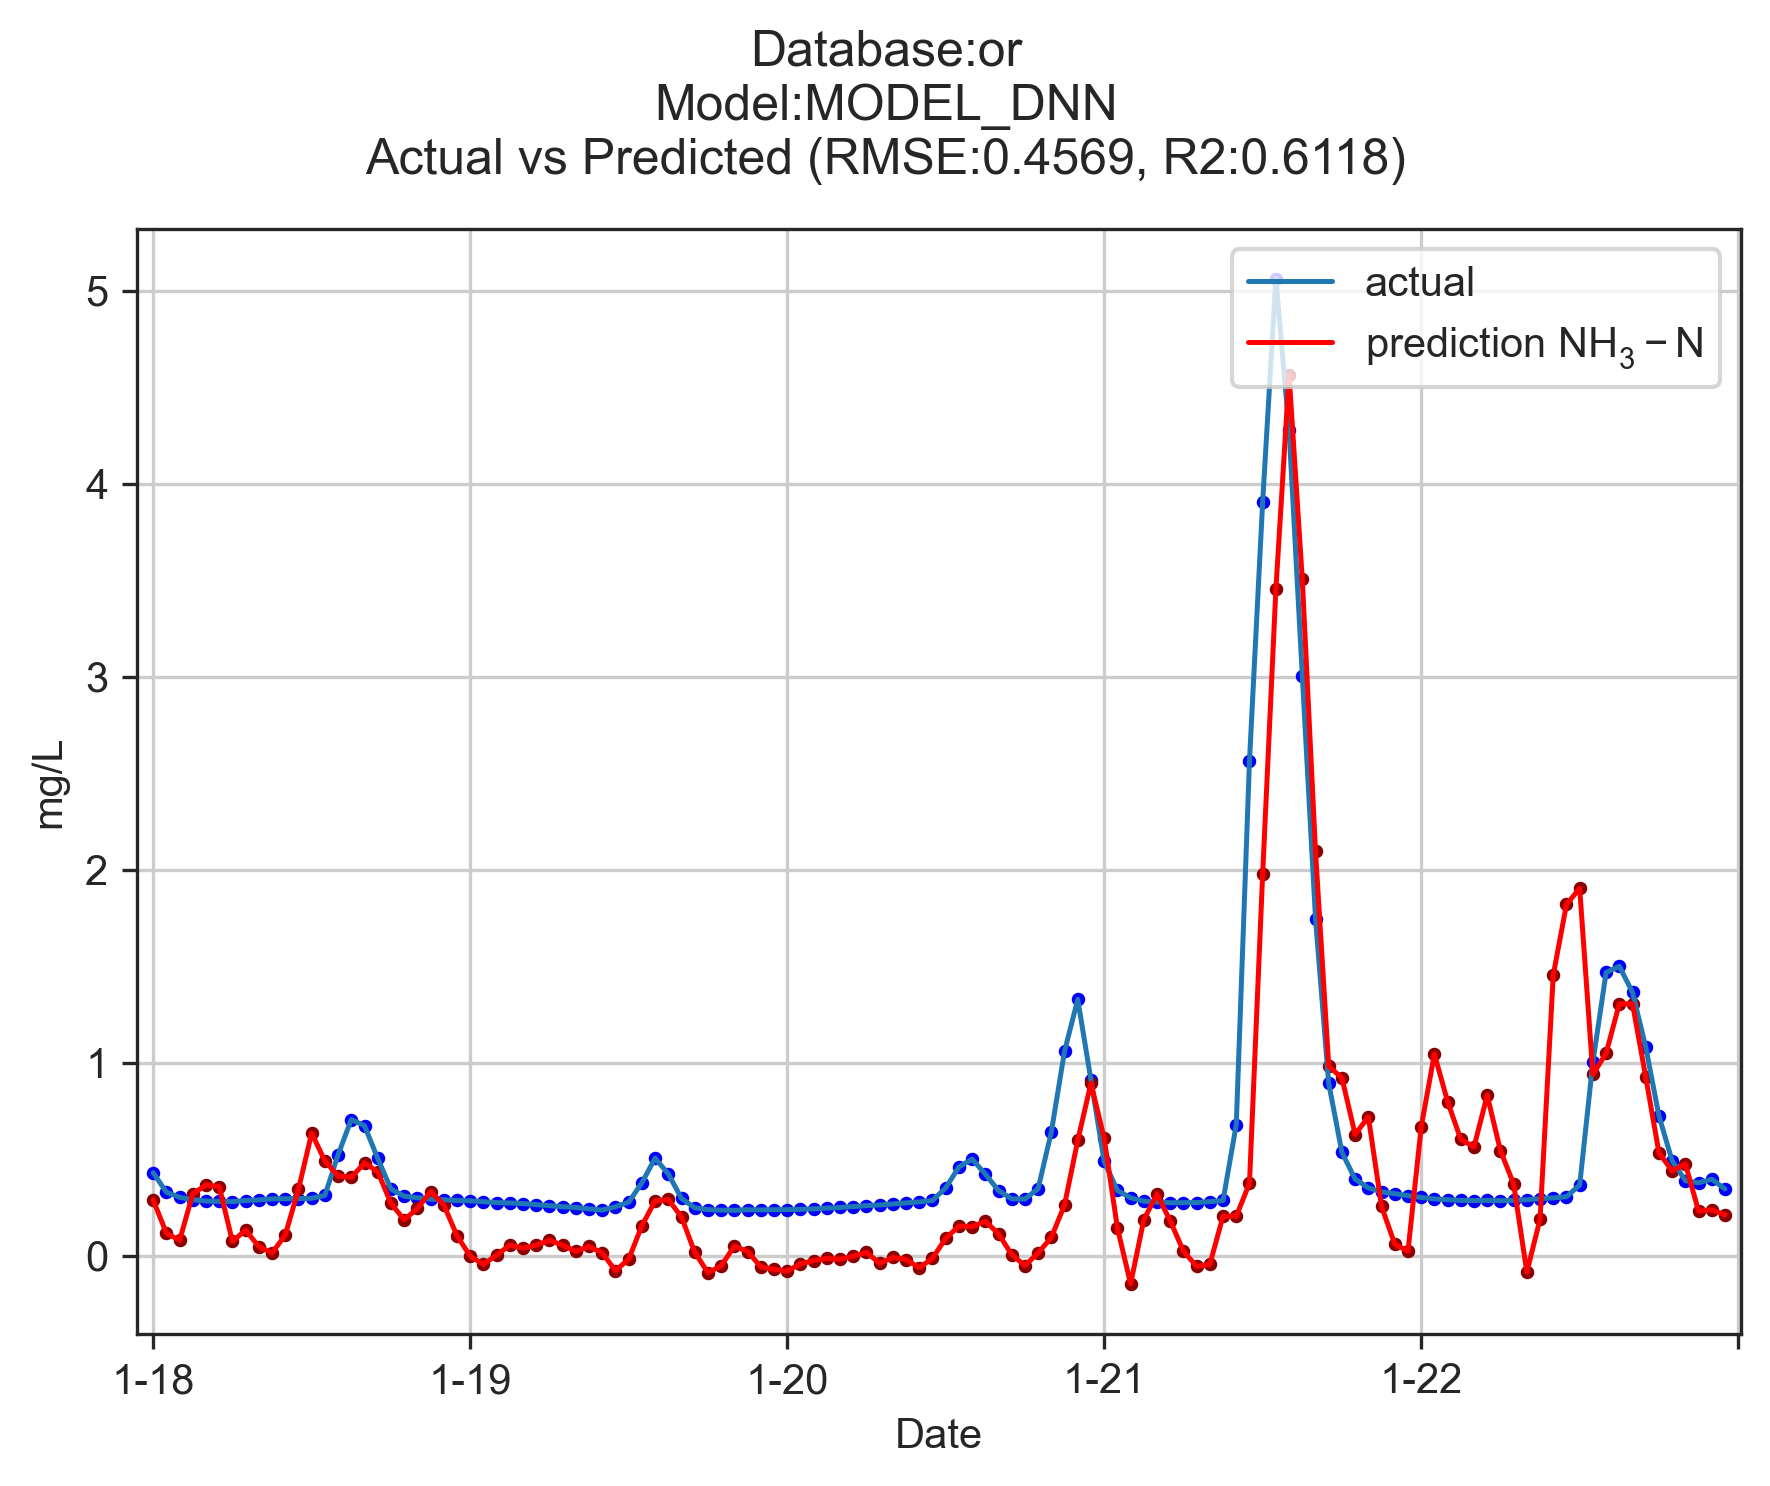 Database:or
Model:MODEL_DNN
Actual vs Predicted (RMSE:0.4569, R2:0.6118)
actual
prediction NH₃ − N
5
4
3
2
1
0
mg/L
1-18 1-19 1-20 1-21 1-22
Date